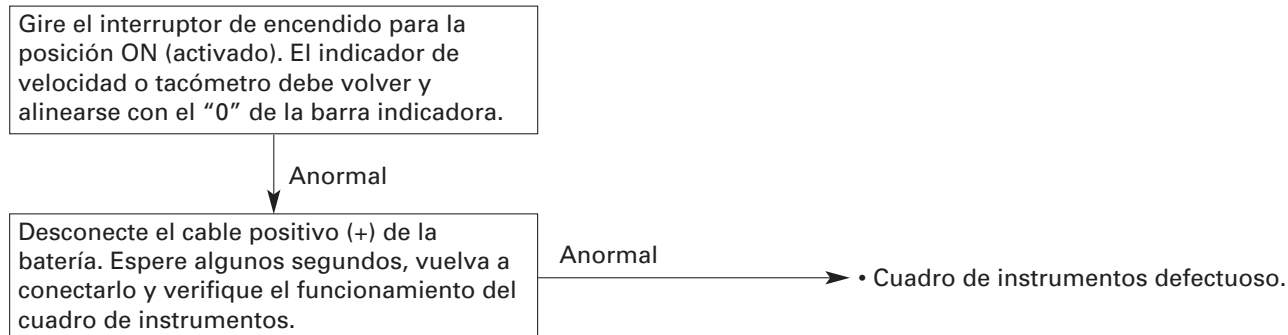 Gire el interruptor de encendido para la
posición ON (activado). El indicador de
velocidad o tacómetro debe volver y
alinearse con el “0” de la barra indicadora.
Anormal
Desconecte el cable positivo (+) de la
batería. Espere algunos segundos, vuelva a
conectarlo y verifique el funcionamiento del
cuadro de instrumentos.
Anormal
• Cuadro de instrumentos defectuoso.